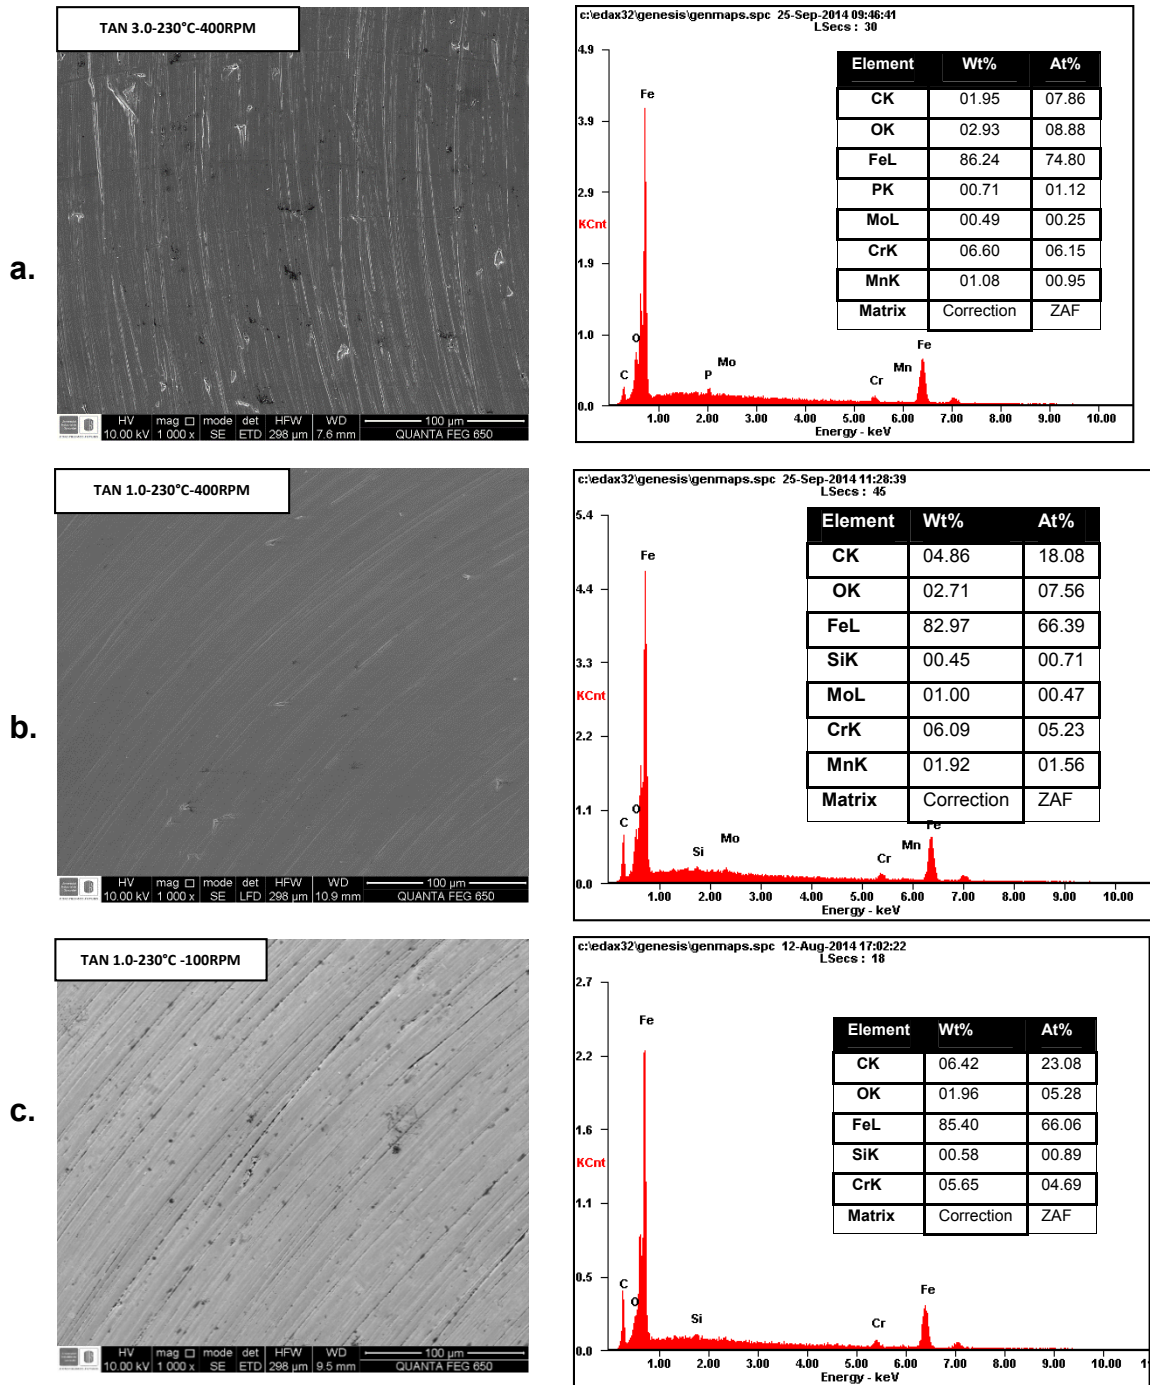 TAN 3.0-230°C-400RPM
a.
HV mag □ mode det HFW WD 100 µm
10.00 kV 1 000 x SE ETD 298 µm 7.6 mm QUANTA FEG 650
c:\edax32\genesis\genmaps.spc 25-Sep-2014 09:46:41
LSecs : 30
4.9
3.9
2.9
KCnt
1.9
1.0
0.0
Fe
O
C
P
Mo
Cr
Mn
Fe
1.00 2.00 3.00 4.00 5.00 6.00 7.00 8.00 9.00 10.00
Energy - keV
Element Wt% At%
CK 01.95 07.86
OK 02.93 08.88
FeL 86.24 74.80
PK 00.71 01.12
MoL 00.49 00.25
CrK 06.60 06.15
MnK 01.08 00.95
Matrix Correction ZAF
TAN 1.0-230°C-400RPM
b.
HV mag □ mode det HFW WD 100 µm
10.00 kV 1 000 x SE LFD 298 µm 10.9 mm QUANTA FEG 650
c:\edax32\genesis\genmaps.spc 25-Sep-2014 11:28:39
LSecs : 45
5.4
4.4
3.3
KCnt
2.2
1.1
0.0
Fe
O
C
Si
Mo
Cr
Mn
Fe
1.00 2.00 3.00 4.00 5.00 6.00 7.00 8.00 9.00 10.00
Energy - keV
Element Wt% At%
CK 04.86 18.08
OK 02.71 07.56
FeL 82.97 66.39
SiK 00.45 00.71
MoL 01.00 00.47
CrK 06.09 05.23
MnK 01.92 01.56
Matrix Correction ZAF
TAN 1.0-230°C -100RPM
c.
HV mag □ mode det HFW WD 100 µm
10.00 kV 1 000 x SE ETD 298 µm 9.5 mm QUANTA FEG 650
c:\edax32\genesis\genmaps.spc 12-Aug-2014 17:02:22
LSecs : 18
2.7
2.2
1.6
KCnt
1.1
0.5
0.0
Fe
C
O
Si
Cr
Fe
1.00 2.00 3.00 4.00 5.00 6.00 7.00 8.00 9.00 10.00 11
Energy - keV
Element Wt% At%
CK 06.42 23.08
OK 01.96 05.28
FeL 85.40 66.06
SiK 00.58 00.89
CrK 05.65 04.69
Matrix Correction ZAF